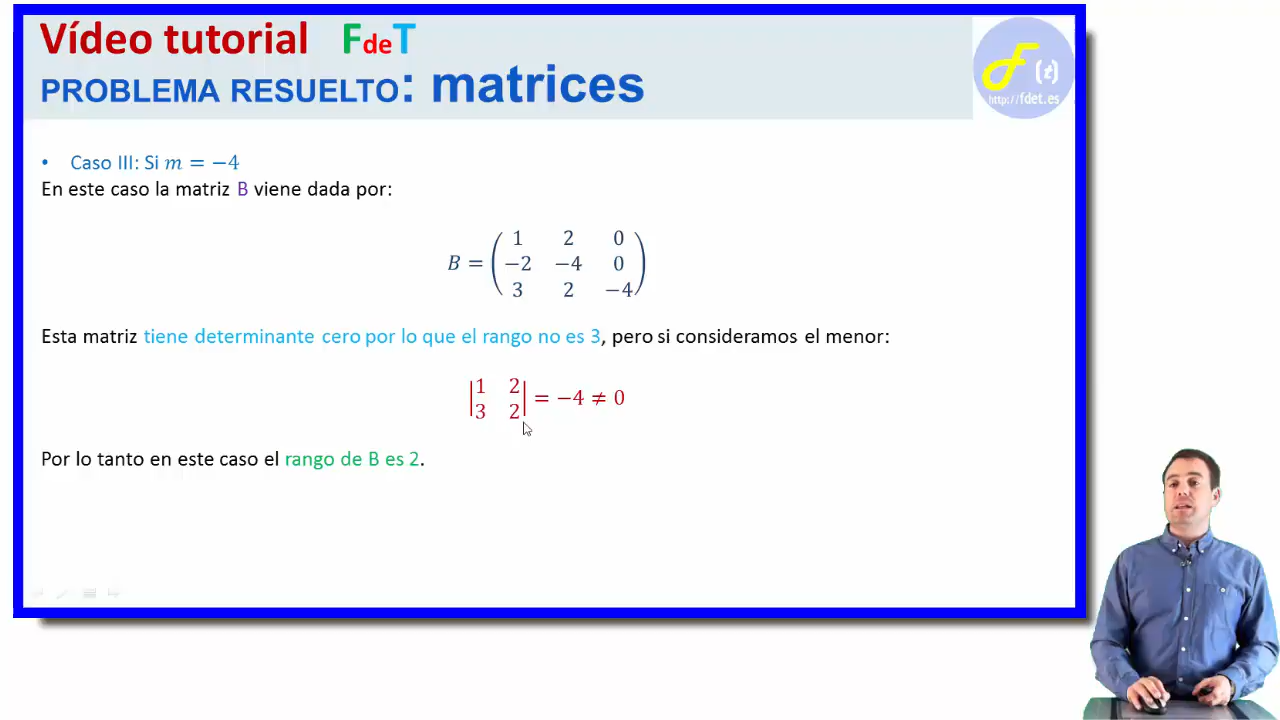 Vídeo tutorial FdeT
PROBLEMA RESUELTO: matrices
F (t)
http://fdet.es
• Caso III: Si m = −4
En este caso la matriz B viene dada por:
1 2 0
B = −2 −4 0
3 2 −4
Esta matriz tiene determinante cero por lo que el rango no es 3, pero si consideramos el menor:
|1 2|
|3 2| = −4 ≠ 0
Por lo tanto en este caso el rango de B es 2.